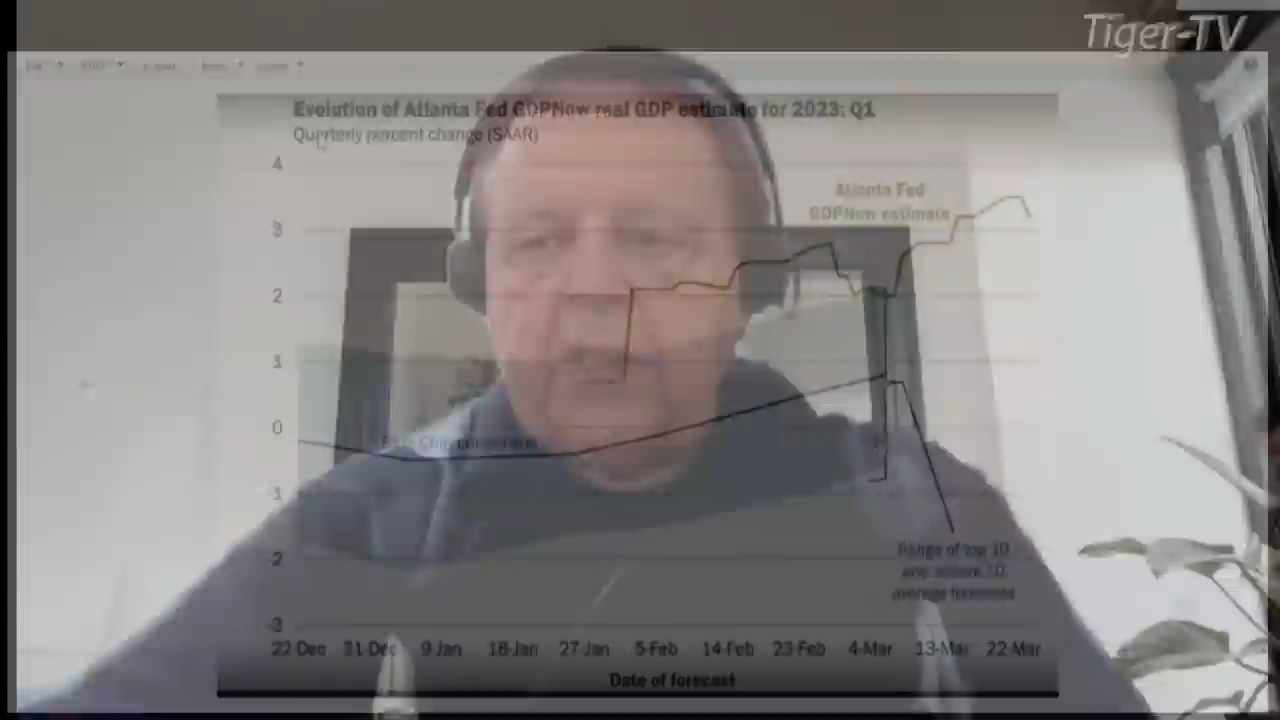 Tiger-TV
Evolution of Atlanta Fed GDPNow real GDP estimate for 2023: Q1
Quarterly percent change (SAAR)
4
Atlanta Fed
GDPNow estimate
3
2
1
0
-1
-2
-3
Range of top 10
average forecasts
22 Dec 31 Dec 9 Jan 18-Jan 27 Jan 5-Feb 14-Feb 23-Feb 4-Mar 13-Mar 22 Mar
Date of forecast